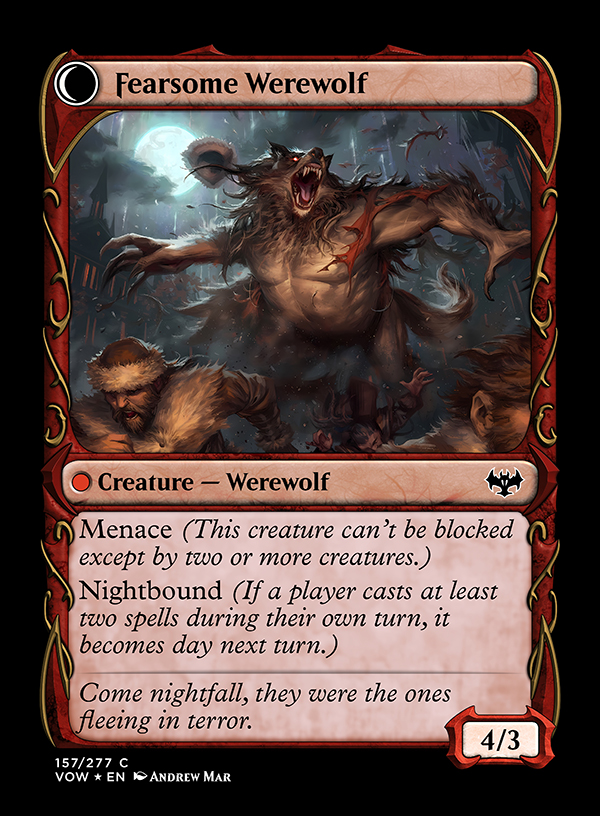 Fearsome Werewolf
Creature — Werewolf
Menace (This creature can't be blocked
except by two or more creatures.)
Nightbound (If a player casts at least
two spells during their own turn, it
becomes day next turn.)
Come nightfall, they were the ones
fleeing in terror.
4/3
157/277 C
VOW ★ EN Andrew Mar